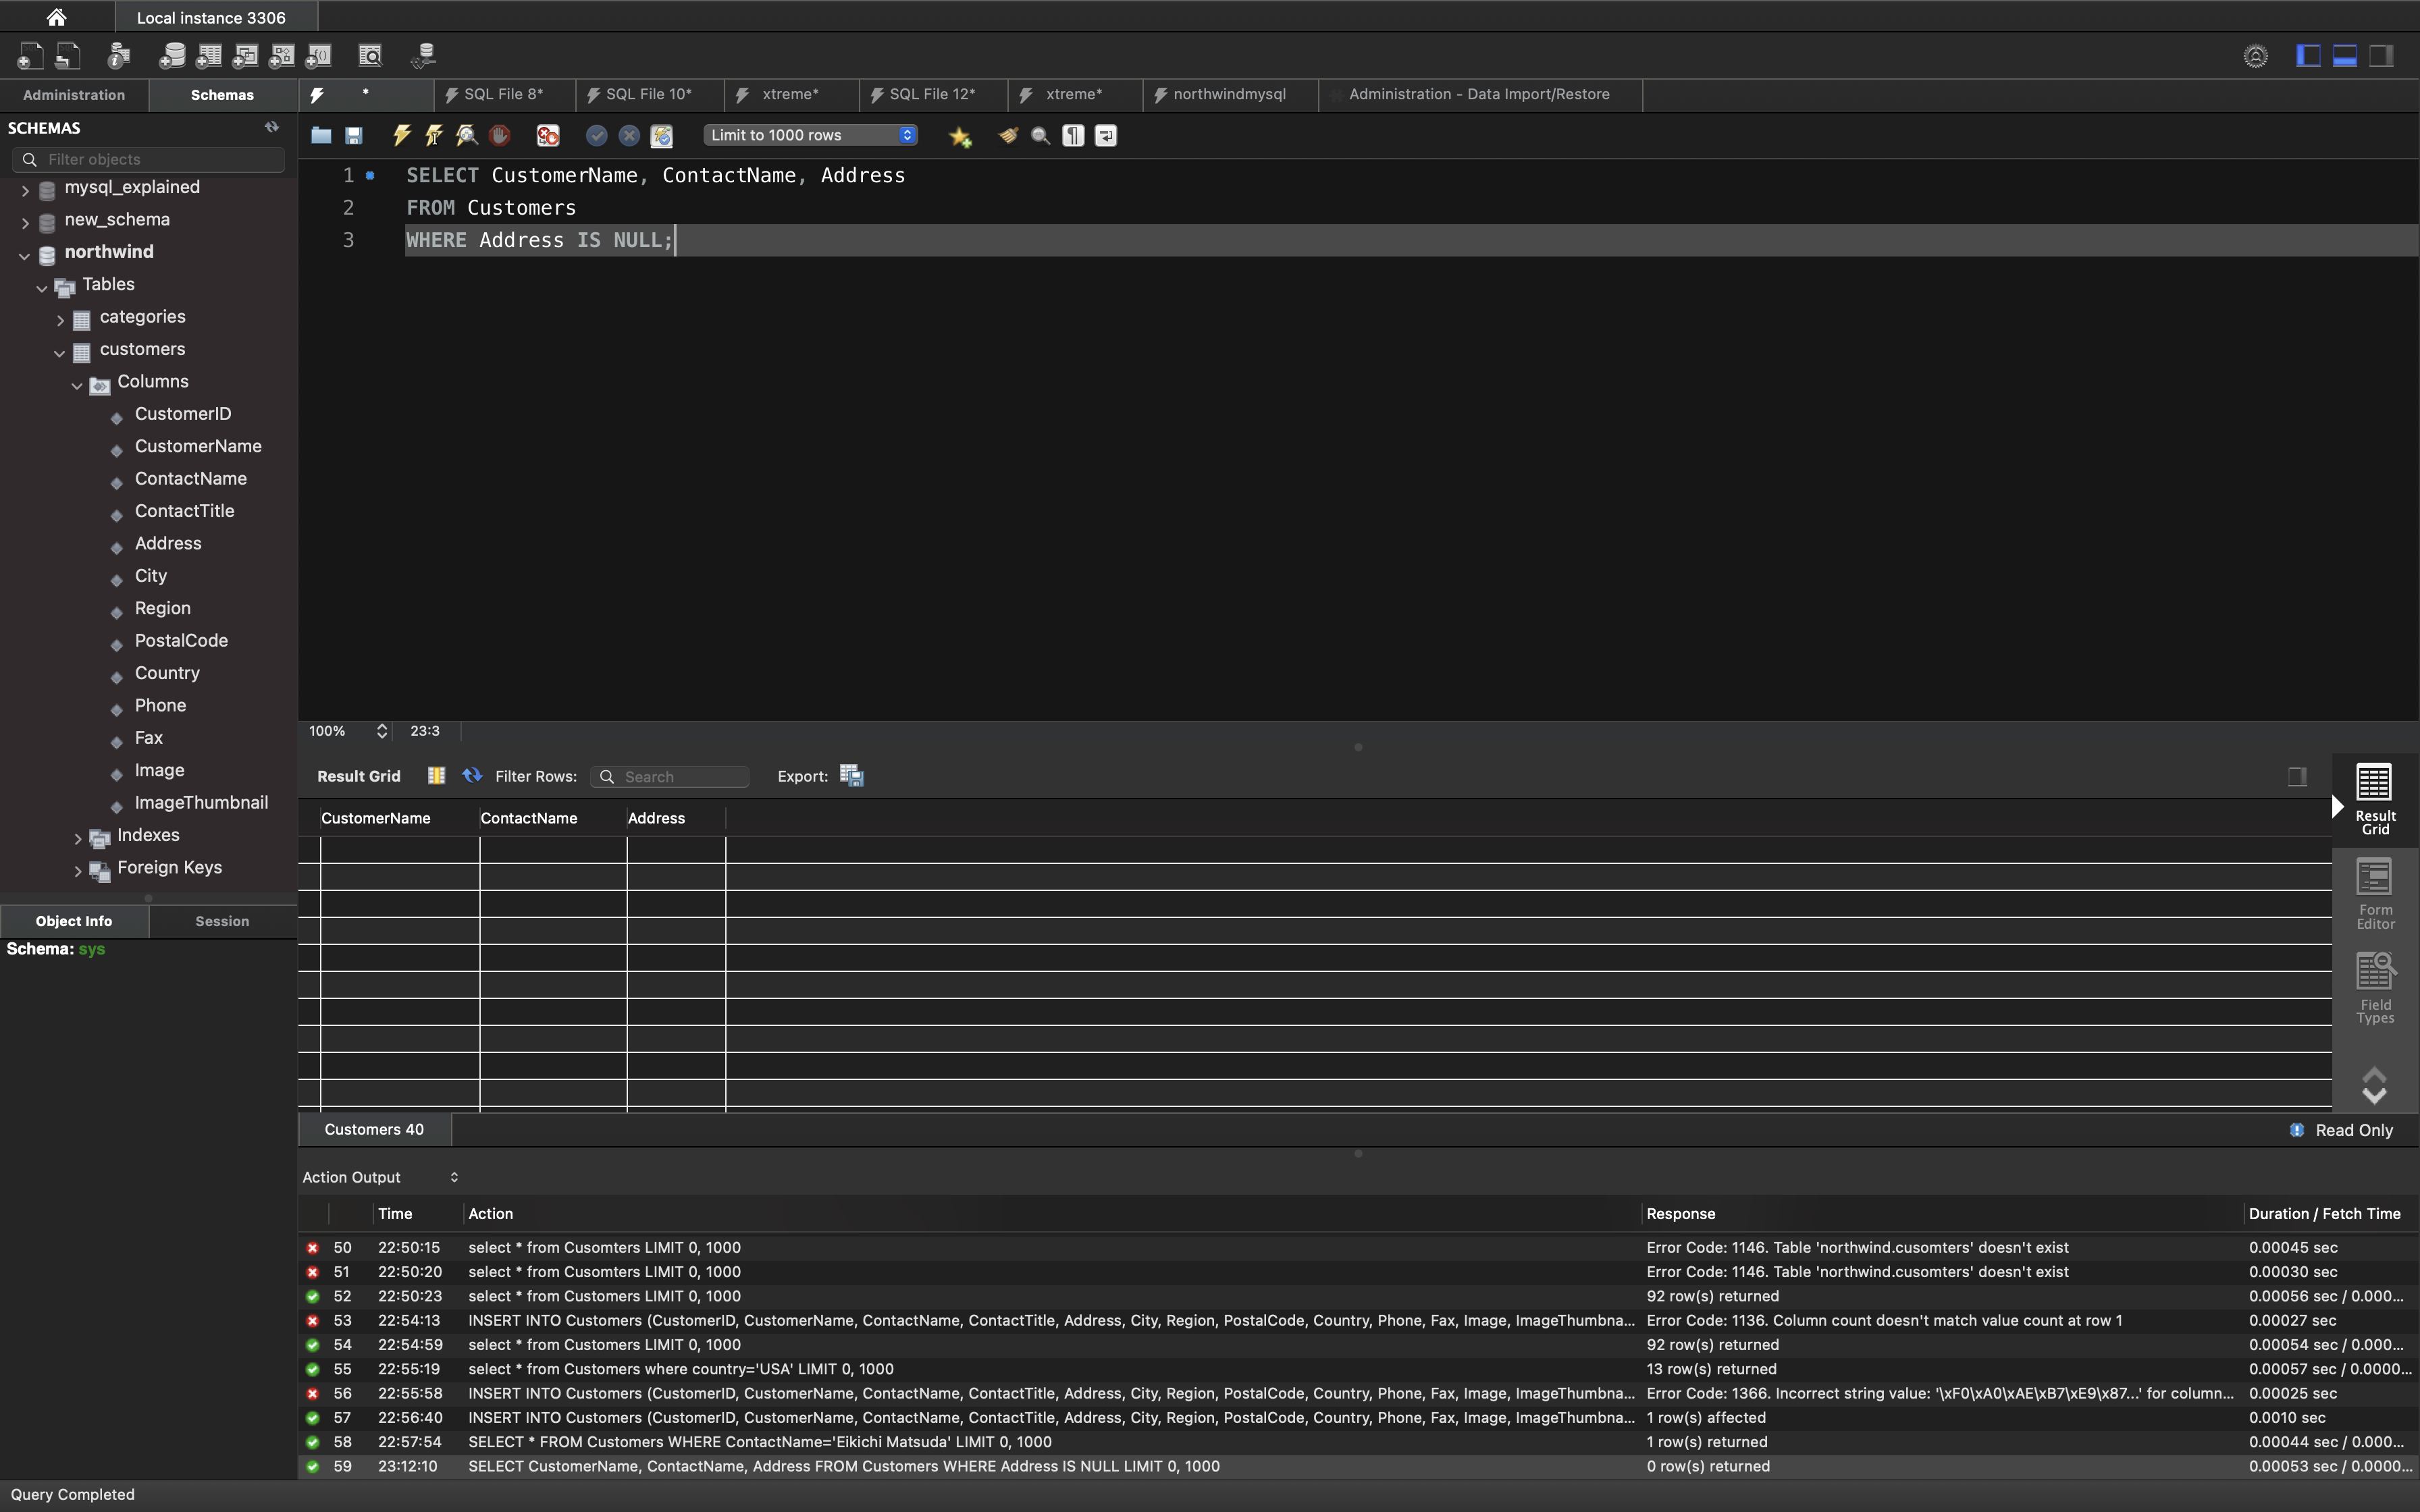 Local instance 3306
Administration
Schemas
*
SQL File 8*
SQL File 10*
xtreme*
SQL File 12*
xtreme*
northwindmysql
Administration - Data Import/Restore
SCHEMAS
Filter objects
Limit to 1000 rows
mysql_explained
new_schema
northwind
Tables
categories
customers
Columns
CustomerID
CustomerName
ContactName
ContactTitle
Address
City
Region
PostalCode
Country
Phone
Fax
Image
ImageThumbnail
Indexes
Foreign Keys
Object Info
Session
Schema: sys
1 SELECT CustomerName, ContactName, Address
2 FROM Customers
3 WHERE Address IS NULL;
100% 23:3
Result Grid Filter Rows: Search Export:
CustomerName ContactName Address
Result Grid
Form Editor
Field Types
Customers 40
Read Only
Action Output
Time Action Response Duration / Fetch Time
50 22:50:15 select * from Cusomters LIMIT 0, 1000 Error Code: 1146. Table 'northwind.cusomters' doesn't exist 0.00045 sec
51 22:50:20 select * from Cusomters LIMIT 0, 1000 Error Code: 1146. Table 'northwind.cusomters' doesn't exist 0.00030 sec
52 22:50:23 select * from Customers LIMIT 0, 1000 92 row(s) returned 0.00056 sec / 0.000...
53 22:54:13 INSERT INTO Customers (CustomerID, CustomerName, ContactName, ContactTitle, Address, City, Region, PostalCode, Country, Phone, Fax, Image, ImageThumbna... Error Code: 1136. Column count doesn't match value count at row 1 0.00027 sec
54 22:54:59 select * from Customers LIMIT 0, 1000 92 row(s) returned 0.00054 sec / 0.000...
55 22:55:19 select * from Customers where country='USA' LIMIT 0, 1000 13 row(s) returned 0.00057 sec / 0.0000...
56 22:55:58 INSERT INTO Customers (CustomerID, CustomerName, ContactName, ContactTitle, Address, City, Region, PostalCode, Country, Phone, Fax, Image, ImageThumbna... Error Code: 1366. Incorrect string value: '\xF0\xA0\xAE\xB7\xE9\x87...' for column... 0.00025 sec
57 22:56:40 INSERT INTO Customers (CustomerID, CustomerName, ContactName, ContactTitle, Address, City, Region, PostalCode, Country, Phone, Fax, Image, ImageThumbna... 1 row(s) affected 0.0010 sec
58 22:57:54 SELECT * FROM Customers WHERE ContactName='Eikichi Matsuda' LIMIT 0, 1000 1 row(s) returned 0.00044 sec / 0.000...
59 23:12:10 SELECT CustomerName, ContactName, Address FROM Customers WHERE Address IS NULL LIMIT 0, 1000 0 row(s) returned 0.00053 sec / 0.0000...
Query Completed